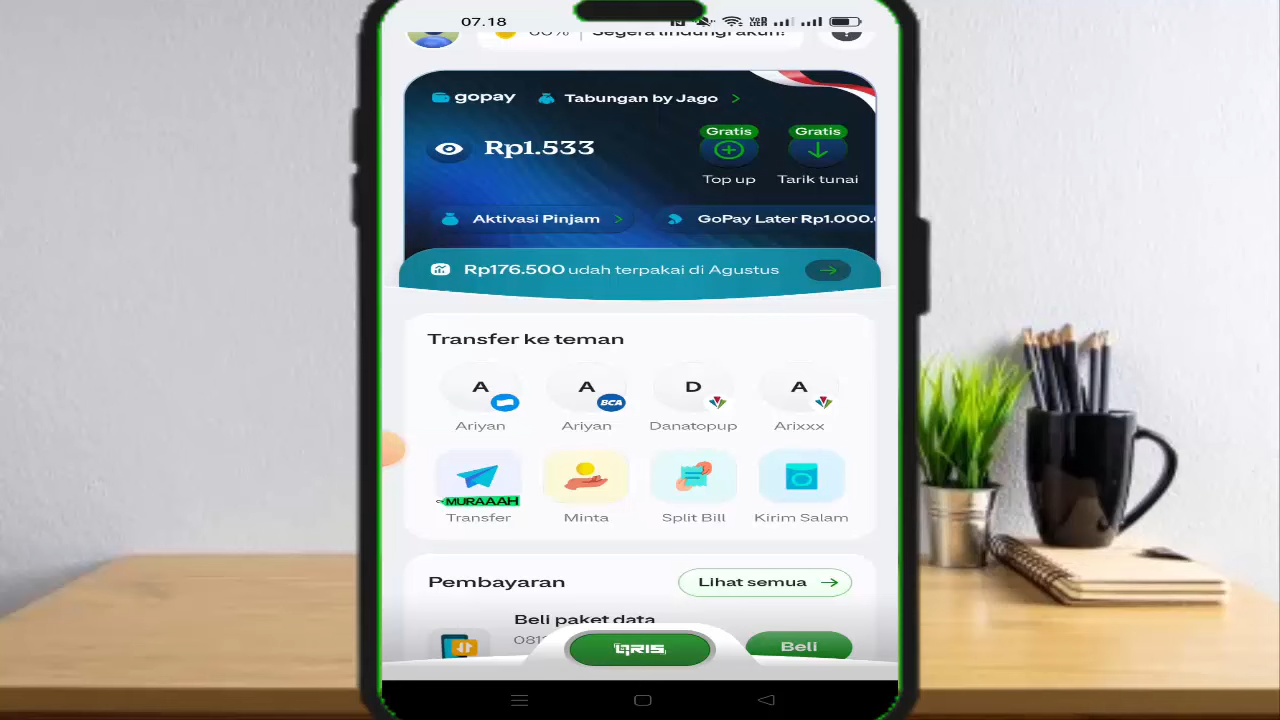 07.18
Segera lindungi akun!
gopay Tabungan by Jago >
Rp1.533
Gratis Gratis
Top up Tarik tunai
Aktivasi Pinjam > GoPay Later Rp1.000.
Rp176.500 udah terpakai di Agustus
Transfer ke teman
A A D A
BCA
Ariyan Ariyan Danatopup Arixxx
MURAAAH
Transfer Minta Split Bill Kirim Salam
Pembayaran Lihat semua
Beli paket data
QRIS Beli